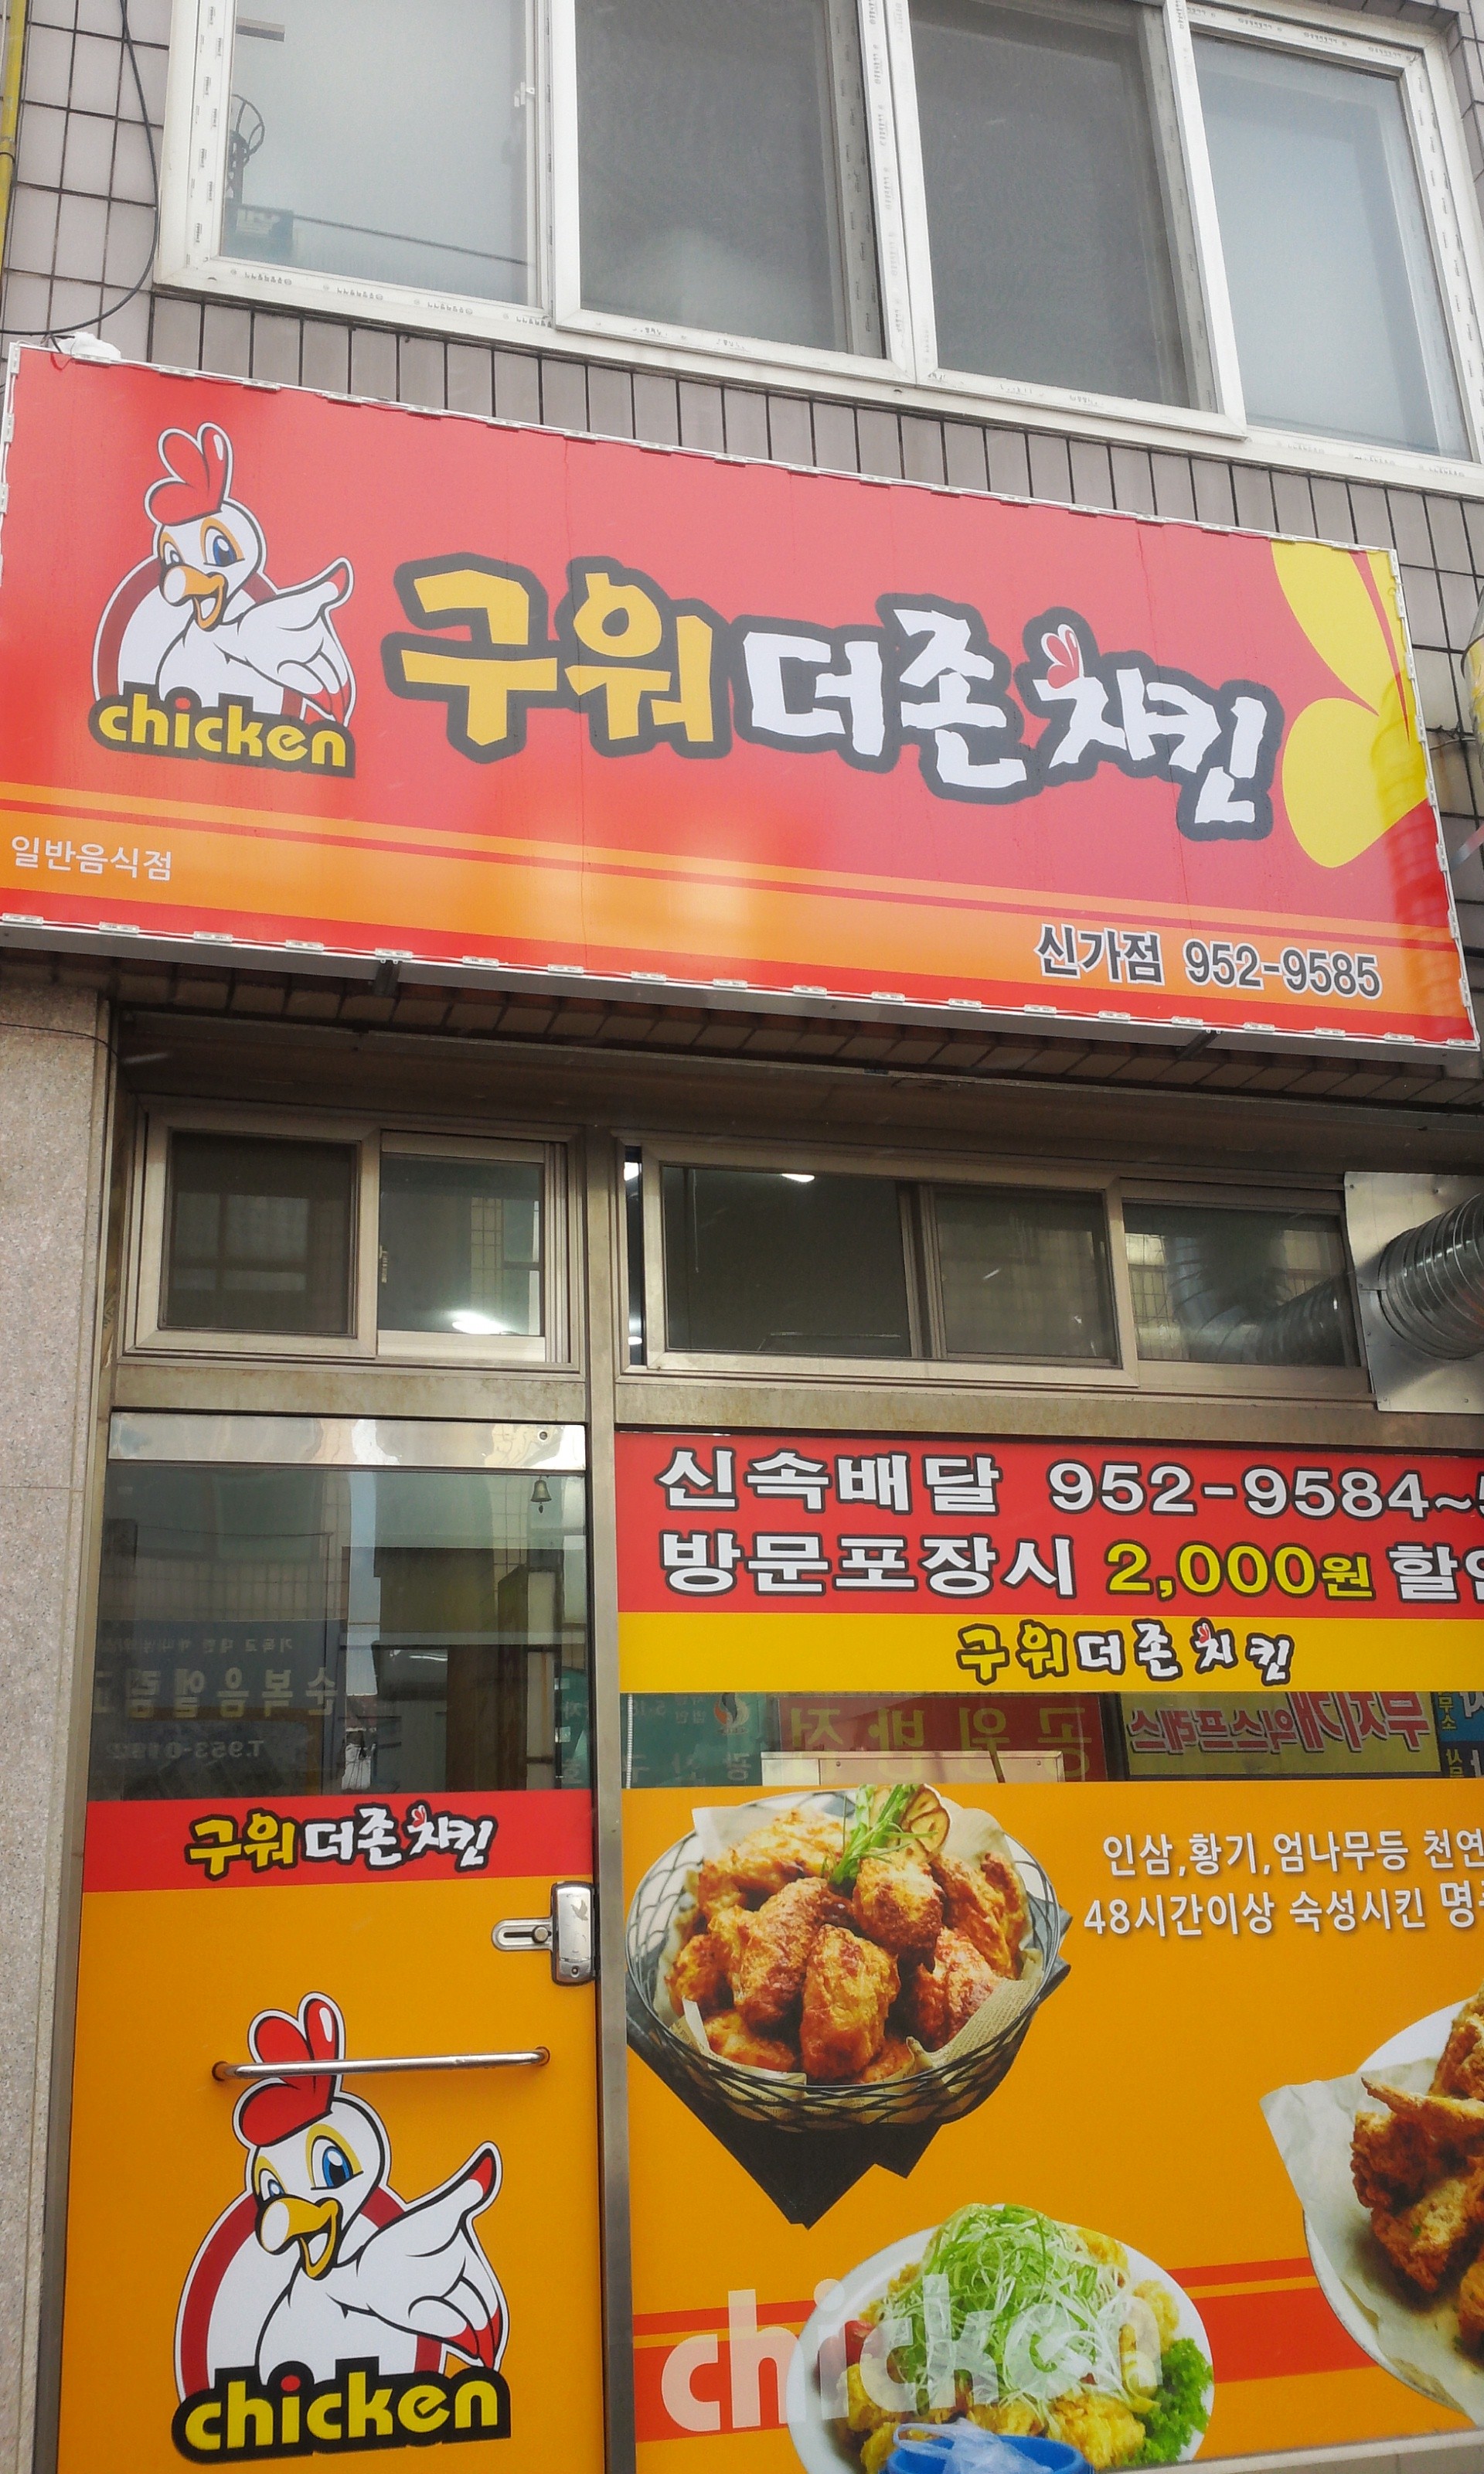 chicken
구워더존치킨
일반음식점
신가점 952-9585
신속배달 952-9584~
방문포장시 2,000원
구워더존치킨
구워더존치킨
인삼,황기,엄나무등 천연
48시간이상 숙성시킨
chicken
chicken